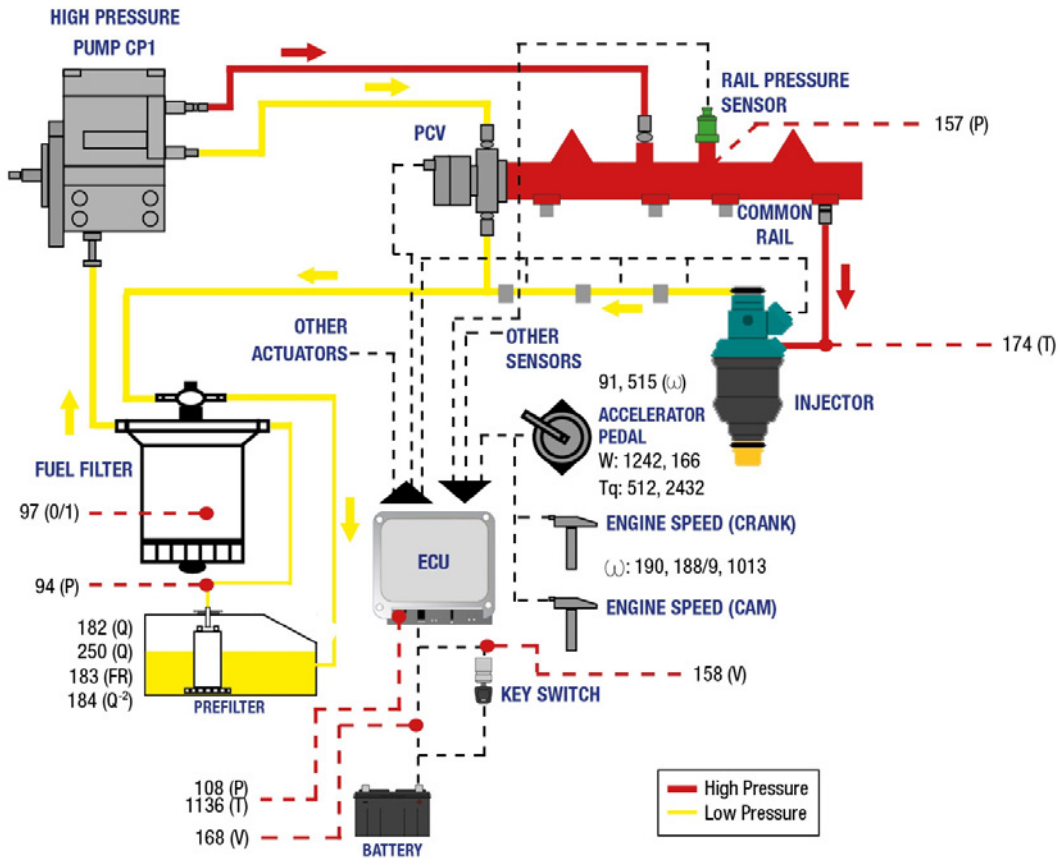 HIGH PRESSURE
PUMP CP1
PCV
RAIL PRESSURE
SENSOR
157 (P)
COMMON
RAIL
OTHER
ACTUATORS
OTHER
SENSORS
174 (T)
91, 515 (ω)
ACCELERATOR
PEDAL
W: 1242, 166
Tq: 512, 2432
INJECTOR
FUEL FILTER
97 (0/1)
ECU
ENGINE SPEED (CRANK)
(ω): 190, 188/9, 1013
94 (P)
ENGINE SPEED (CAM)
182 (Q)
250 (Q)
183 (FR)
184 (Q⁻²)
PREFILTER
158 (V)
KEY SWITCH
108 (P)
1136 (T)
168 (V)
BATTERY
High Pressure
Low Pressure